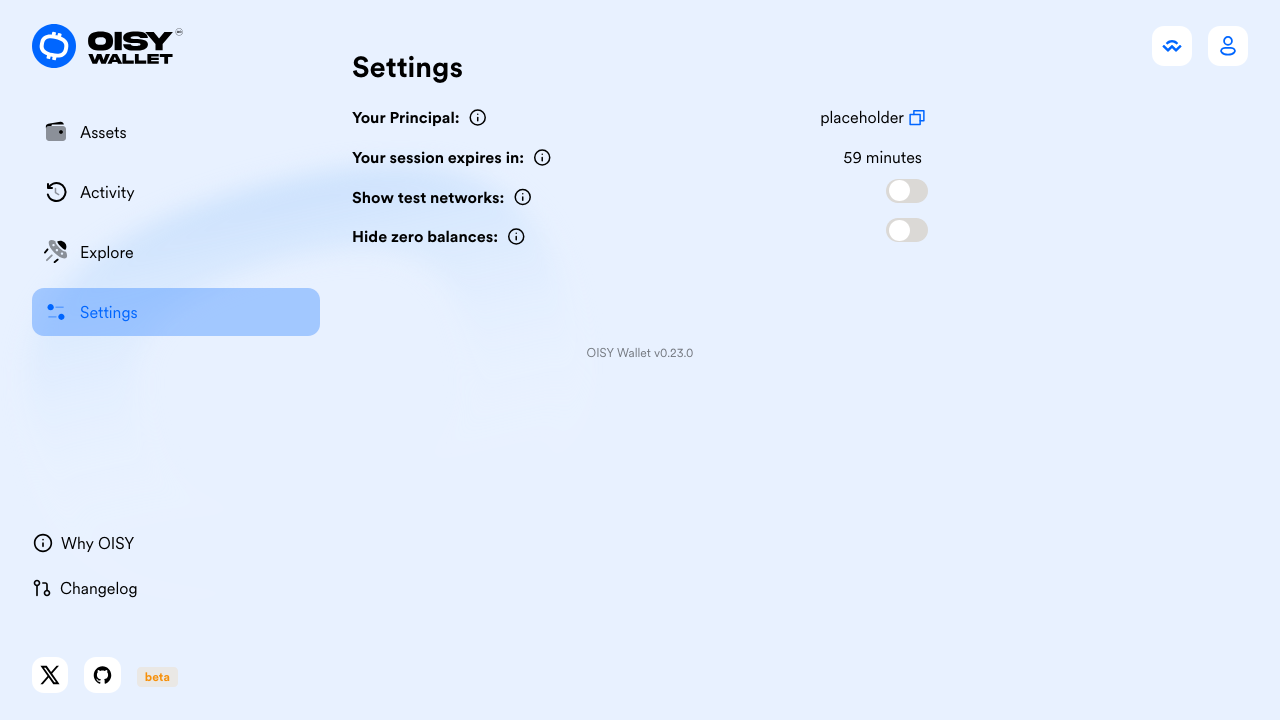 OISY
WALLET
Assets
Activity
Explore
Settings
Why OISY
Changelog
beta
Settings
Your Principal:
placeholder
Your session expires in:
59 minutes
Show test networks:
Hide zero balances:
OISY Wallet v0.23.0